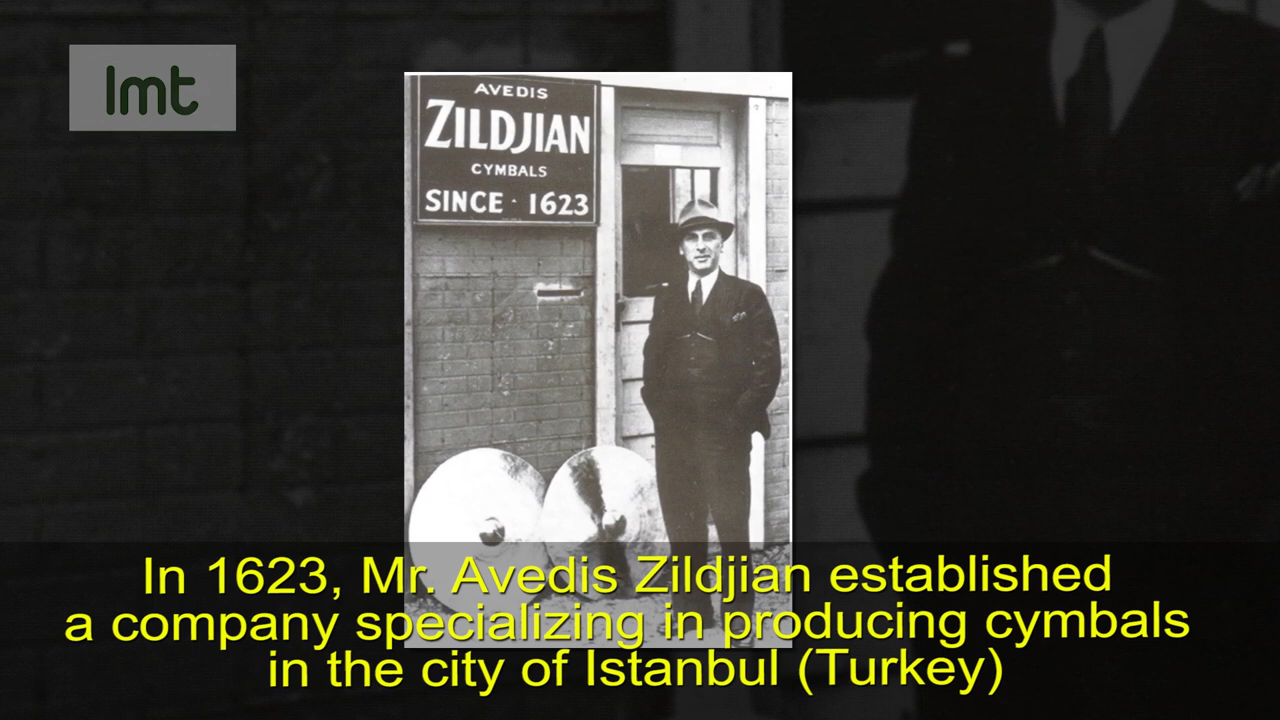 lmt
AVEDIS
ZILDJIAN
CYMBALS
SINCE · 1623
In 1623, Mr. Avedis Zildjian established
a company specializing in producing cymbals
in the city of Istanbul (Turkey)